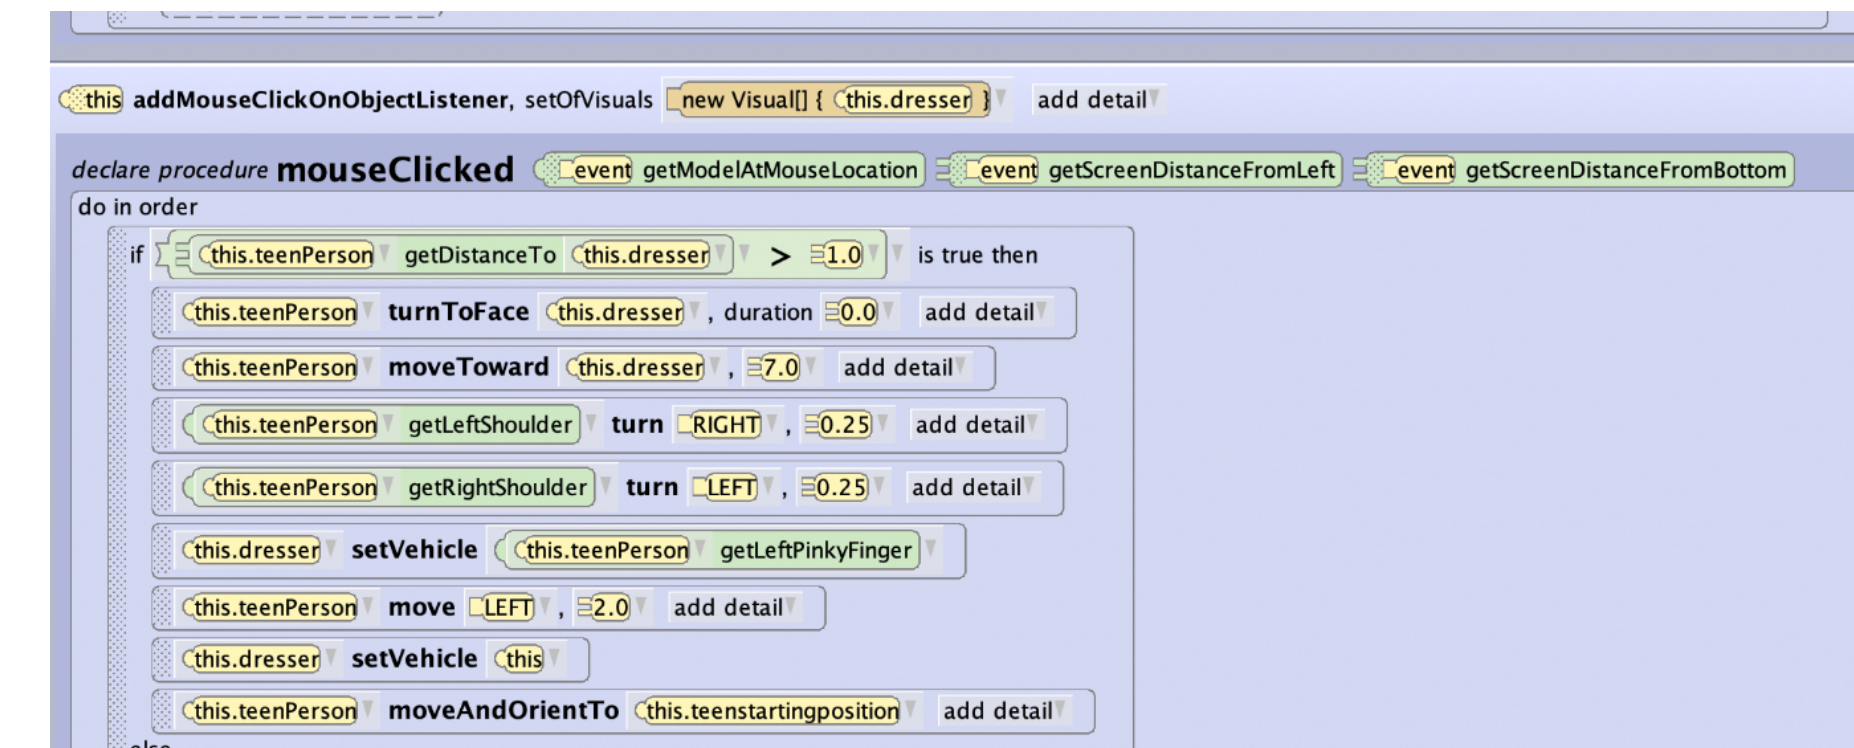 this addMouseClickOnObjectListener, setOfVisuals new Visual[] { this.dresser } add detail
declare procedure mouseClicked event getModelAtMouseLocation event getScreenDistanceFromLeft event getScreenDistanceFromBottom
do in order
if this.teenPerson getDistanceTo this.dresser > 1.0 is true then
this.teenPerson turnToFace this.dresser , duration 0.0 add detail
this.teenPerson moveToward this.dresser , 7.0 add detail
this.teenPerson getLeftShoulder turn RIGHT , 0.25 add detail
this.teenPerson getRightShoulder turn LEFT , 0.25 add detail
this.dresser setVehicle this.teenPerson getLeftPinkyFinger
this.teenPerson move LEFT , 2.0 add detail
this.dresser setVehicle this
this.teenPerson moveAndOrientTo this.teenstartingposition add detail
else